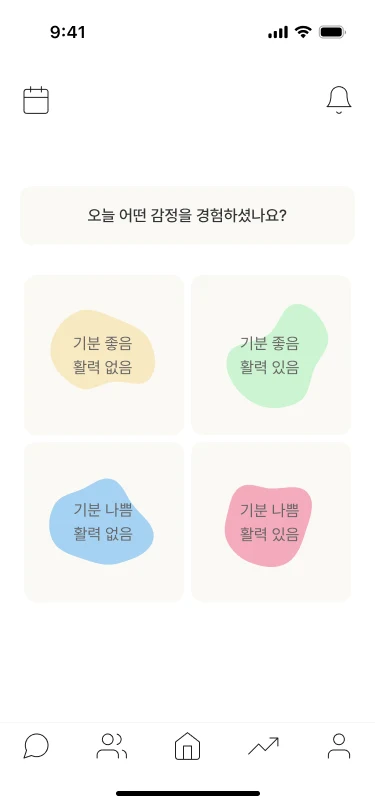 9:41
오늘 어떤 감정을 경험하셨나요?
기분 좋음
활력 없음
기분 좋음
활력 있음
기분 나쁨
활력 없음
기분 나쁨
활력 있음